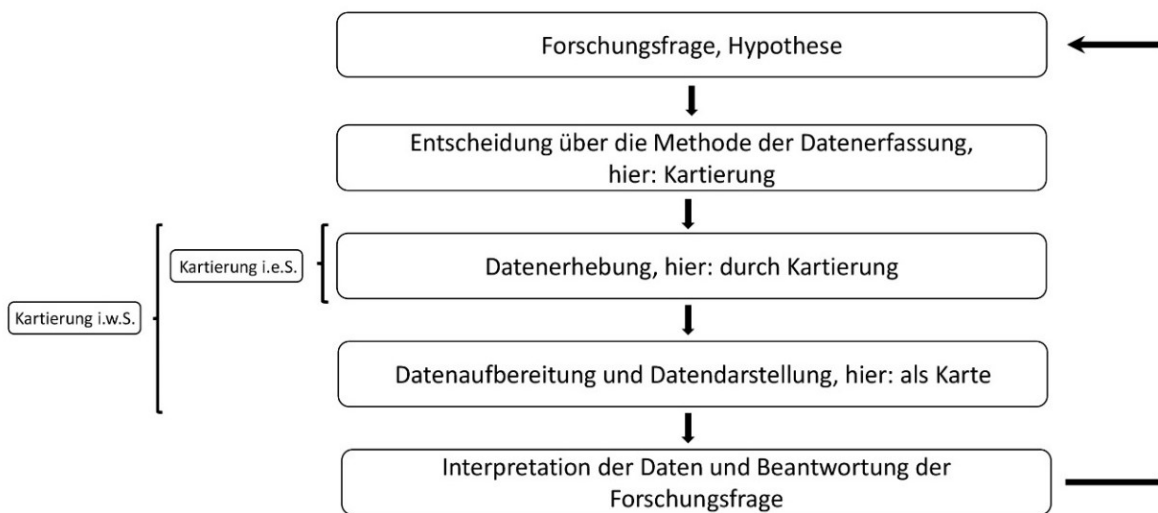 Forschungsfrage, Hypothese
Entscheidung über die Methode der Datenerfassung,
hier: Kartierung
Kartierung i.e.S.
Datenerhebung, hier: durch Kartierung
Kartierung i.w.S.
Datenaufbereitung und Datendarstellung, hier: als Karte
Interpretation der Daten und Beantwortung der
Forschungsfrage